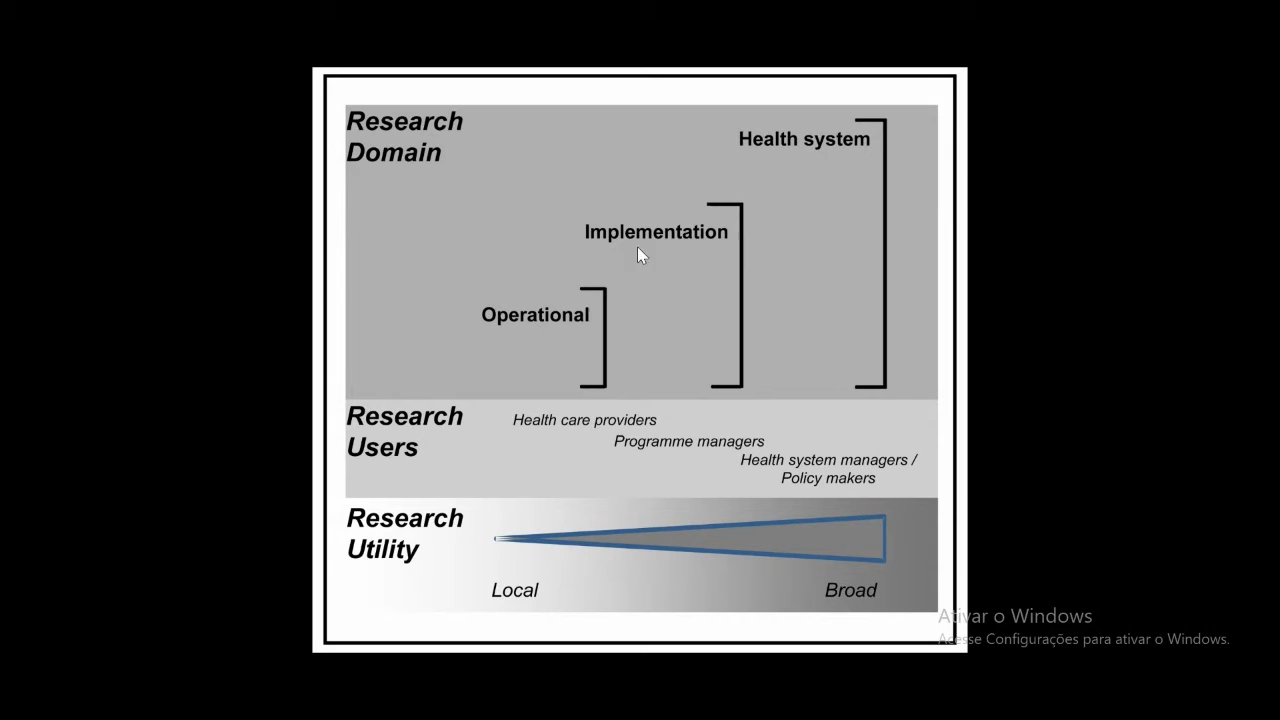 Research
Domain
Health system
Implementation
Operational
Research
Users
Health care providers
Programme managers
Health system managers /
Policy makers
Research
Utility
Local
Broad
Ativar o Windows
Acesse Configurações para ativar o Windows.